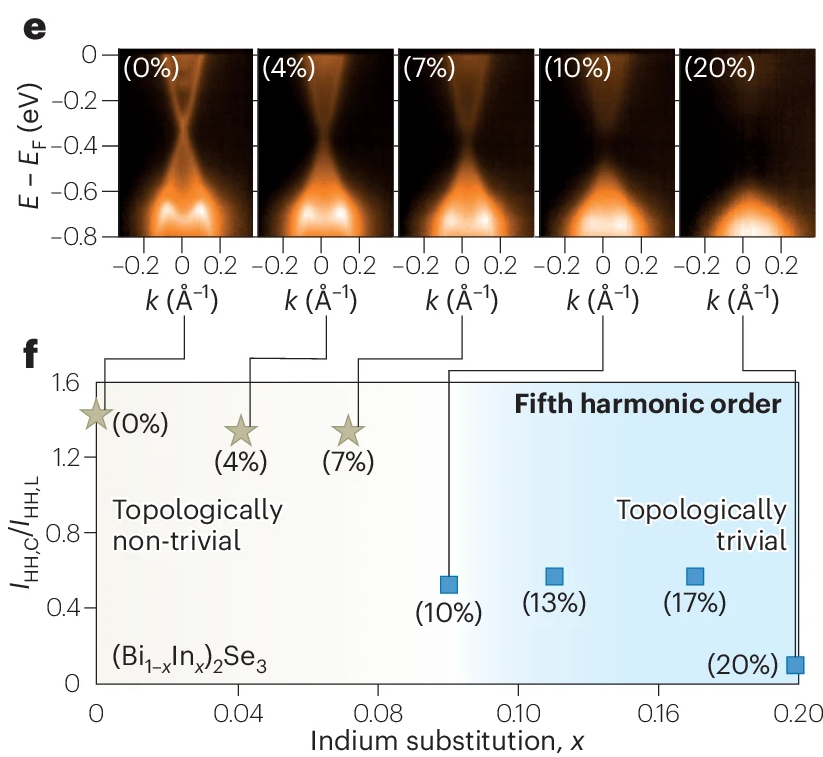 e
0
−0.2
−0.4
−0.6
−0.8
E − E_F (eV)
(0%) (4%) (7%) (10%) (20%)
−0.2 0 0.2 −0.2 0 0.2 −0.2 0 0.2 −0.2 0 0.2 −0.2 0 0.2
k (Å⁻¹) k (Å⁻¹) k (Å⁻¹) k (Å⁻¹) k (Å⁻¹)
f
1.6
1.2
0.8
0.4
0
I_HH,C/I_HH,L
Fifth harmonic order
(0%)
(4%) (7%)
Topologically
non-trivial
Topologically
trivial
(10%) (13%) (17%)
(20%)
(Bi₁₋ₓInₓ)₂Se₃
0 0.04 0.08 0.10 0.16 0.20
Indium substitution, x